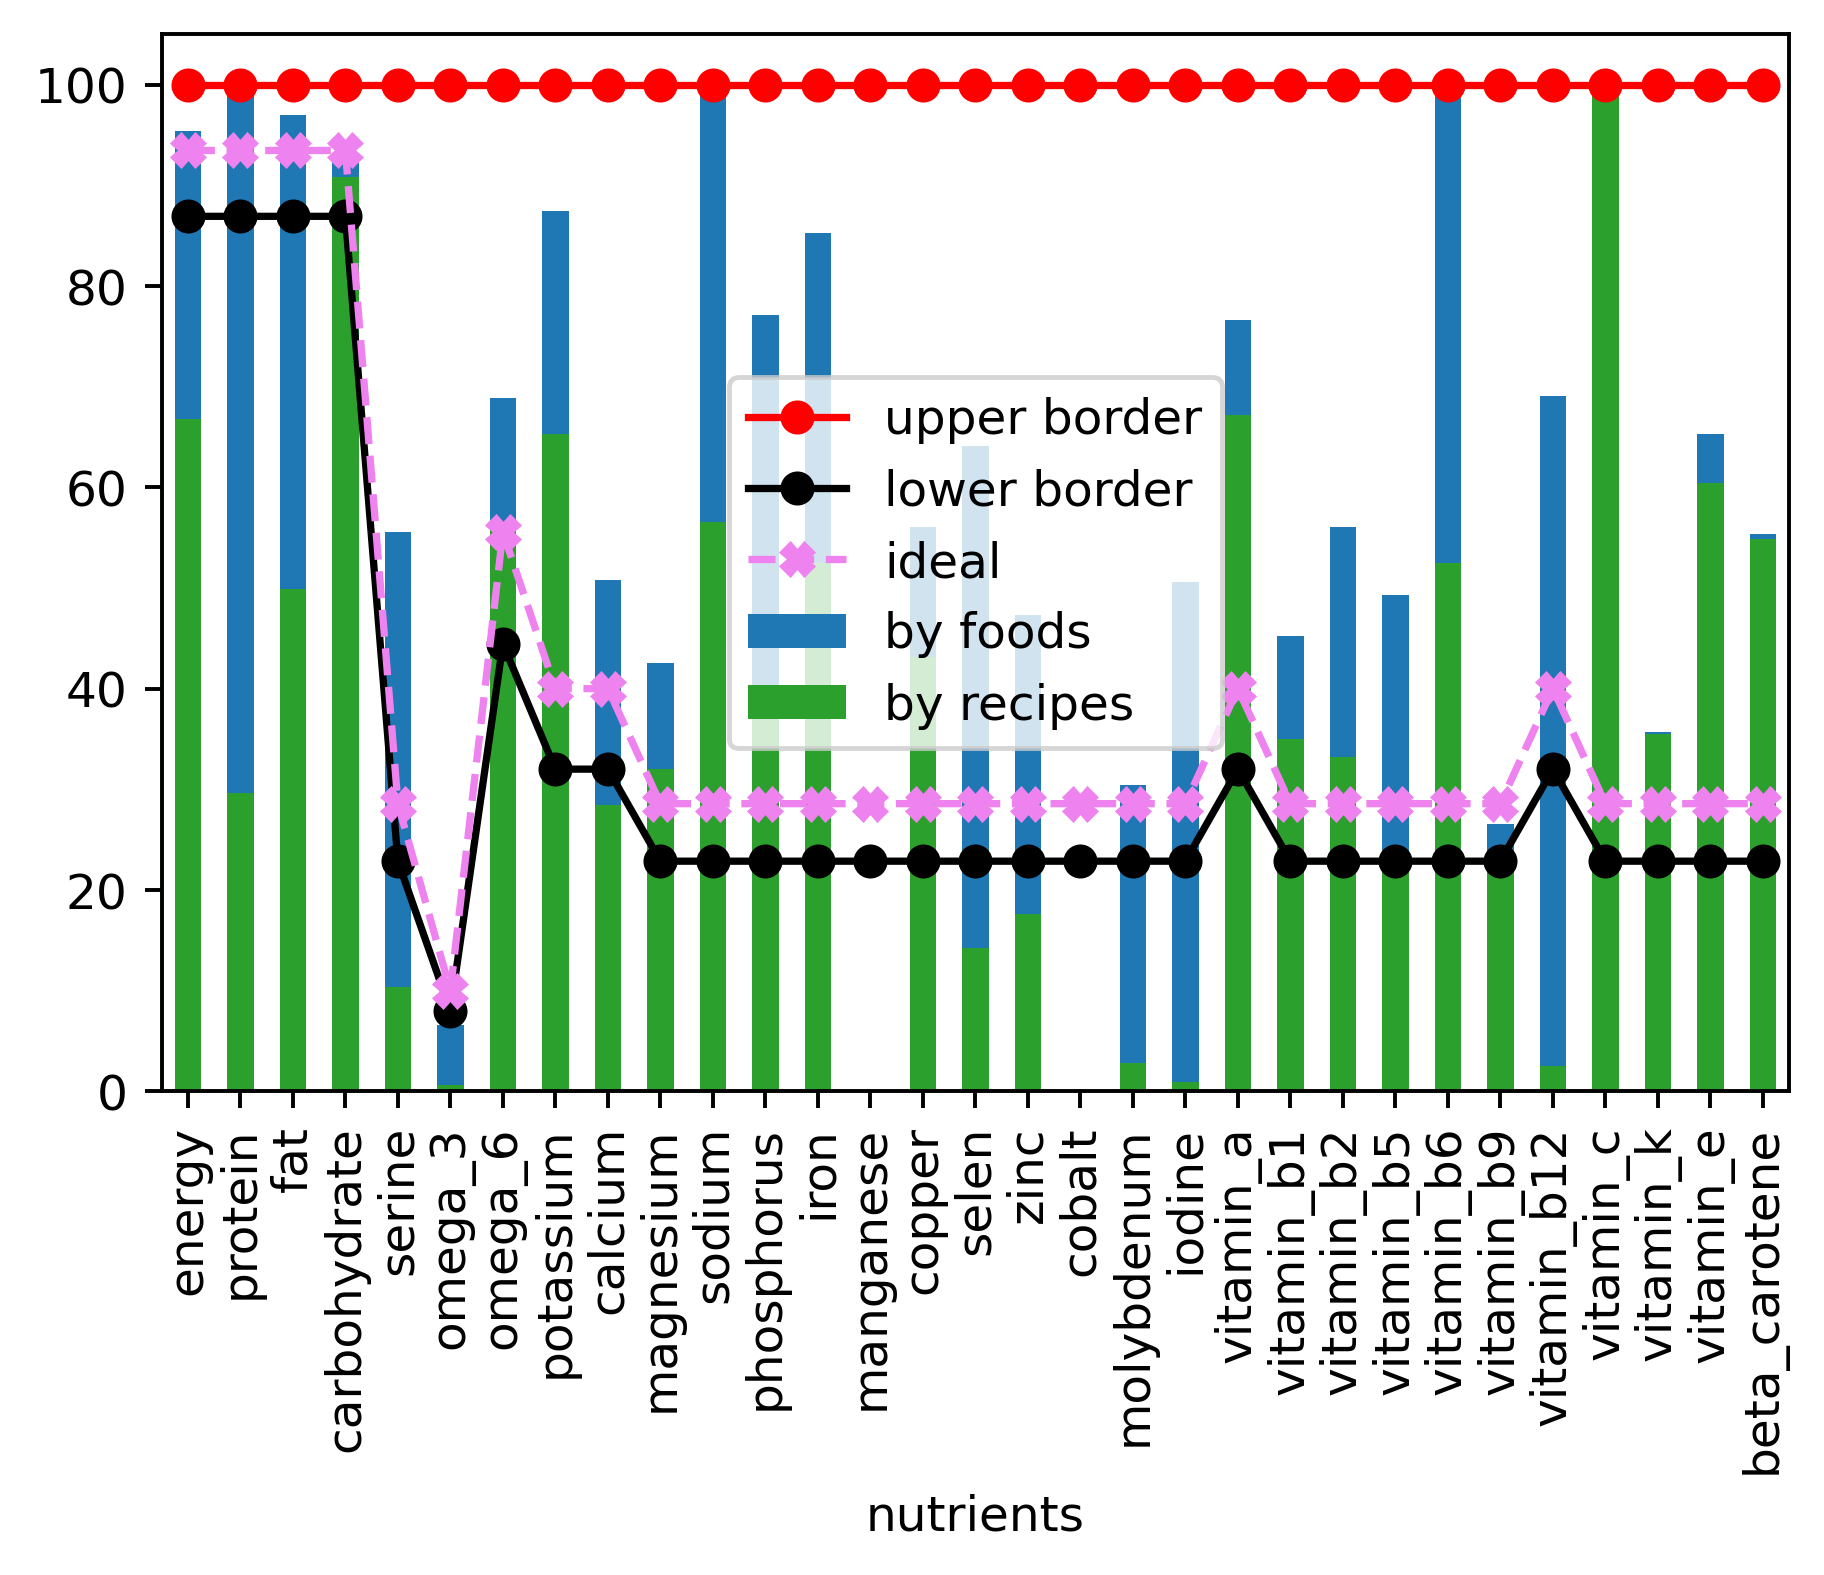 100
80
60
40
20
0
upper border
lower border
ideal
by foods
by recipes
energy
protein
fat
carbohydrate
serine
omega_3
omega_6
potassium
calcium
magnesium
sodium
phosphorus
iron
manganese
copper
selen
zinc
cobalt
molybdenum
iodine
vitamin_a
vitamin_b1
vitamin_b2
vitamin_b5
vitamin_b6
vitamin_b9
vitamin_b12
vitamin_c
vitamin_k
vitamin_e
beta_carotene
nutrients